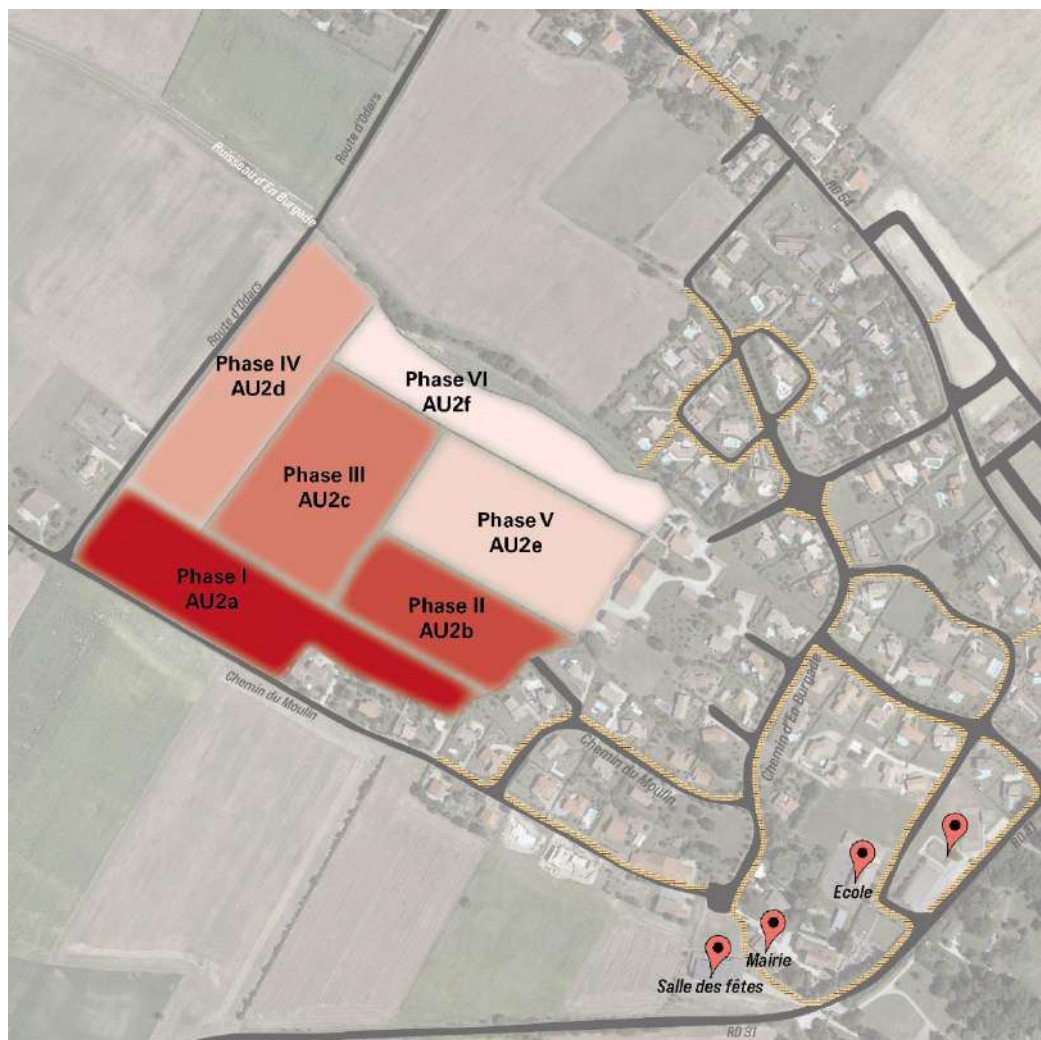 Route d'Odars
Ruisseau d'En Burgade
RD 54
Route d'Odars
Phase IV
AU2d
Phase VI
AU2f
Phase III
AU2c
Phase V
AU2e
Phase I
AU2a
Phase II
AU2b
Chemin du Moulin
Chemin du Moulin
Chemin d'En Burgade
Ecole
Mairie
Salle des fêtes
RD 31